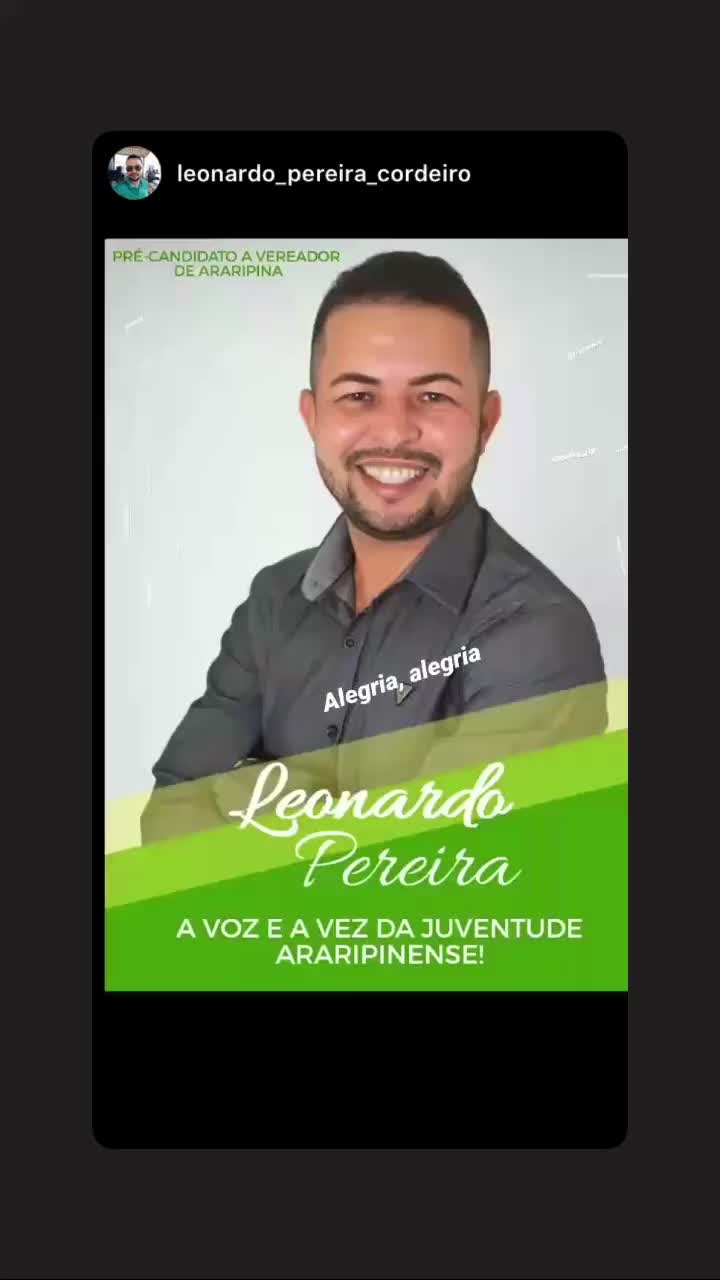 leonardo_pereira_cordeiro
PRÉ-CANDIDATO A VEREADOR
DE ARARIPINA
Alegria, alegria
Leonardo
Pereira
A VOZ E A VEZ DA JUVENTUDE
ARARIPINENSE!